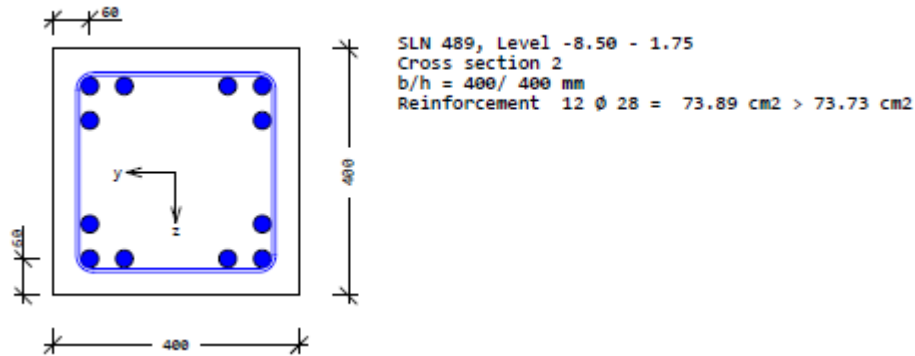 60
SLN 489, Level -8.50 - 1.75
Cross section 2
b/h = 400/ 400 mm
Reinforcement 12 Ø 28 = 73.89 cm2 > 73.73 cm2
y
z
400
60
400